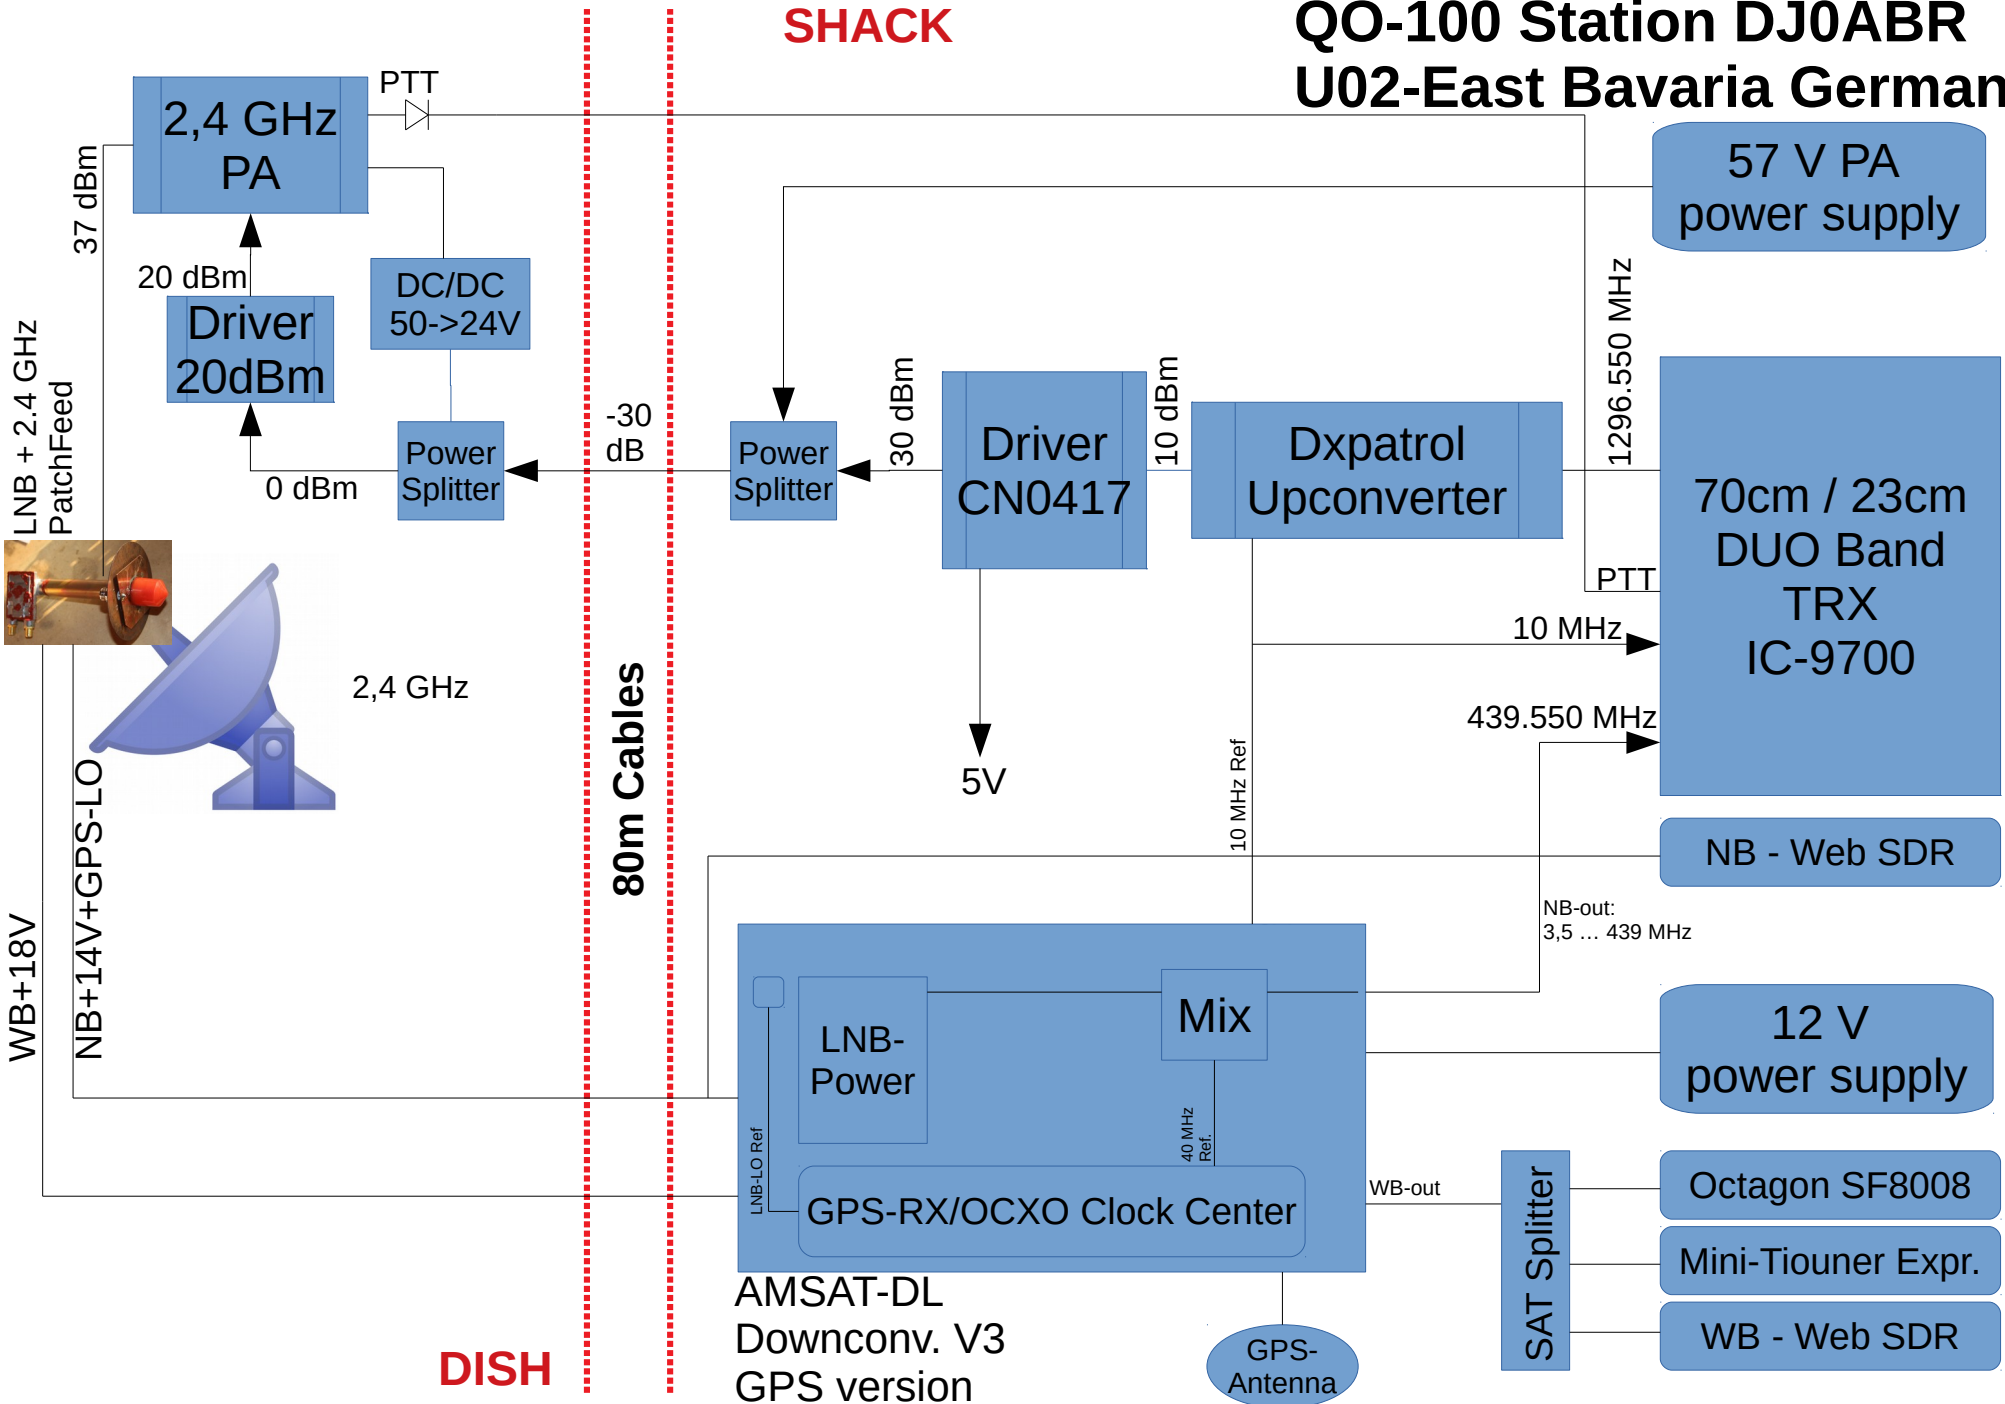 SHACK
QO-100 Station DJ0ABR
U02-East Bavaria German
PTT
2,4 GHz
PA
37 dBm
57 V PA
power supply
20 dBm
DC/DC
50->24V
Driver
20dBm
LNB + 2.4 GHz
PatchFeed
1296.550 MHz
-30
dB
30 dBm
10 dBm
Power
Splitter
0 dBm
Power
Splitter
Driver
CN0417
Dxpatrol
Upconverter
70cm / 23cm
DUO Band
TRX
IC-9700
PTT
10 MHz
439.550 MHz
2,4 GHz
80m Cables
5V
10 MHz Ref
NB - Web SDR
WB+18V
NB+14V+GPS-LO
NB-out:
3,5 … 439 MHz
LNB-
Power
Mix
12 V
power supply
LNB-LO Ref
40 MHz
Ref.
GPS-RX/OCXO Clock Center
WB-out
SAT Splitter
Octagon SF8008
Mini-Tiouner Expr.
WB - Web SDR
AMSAT-DL
Downconv. V3
GPS version
GPS-
Antenna
DISH